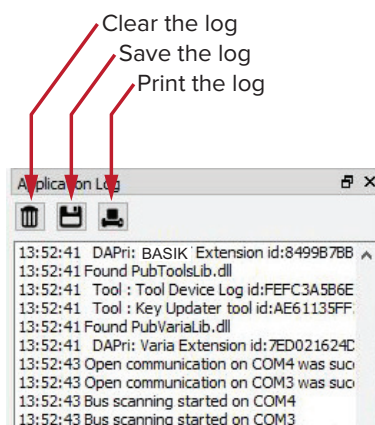 Clear the log
Save the log
Print the log
Application Log
13:52:41 DAPri: BASIK Extension id:8499B7BB
13:52:41 Found PubToolsLib.dll
13:52:41 Tool : Tool Device Log id:FEFC3A5B6E
13:52:41 Tool : Key Updater tool id:AE61135FF
13:52:41 Found PubVariaLib.dll
13:52:41 DAPri: Varia Extension id:7ED021624D
13:52:43 Open communication on COM4 was suc
13:52:43 Open communication on COM3 was suc
13:52:43 Bus scanning started on COM4
13:52:43 Bus scanning started on COM3